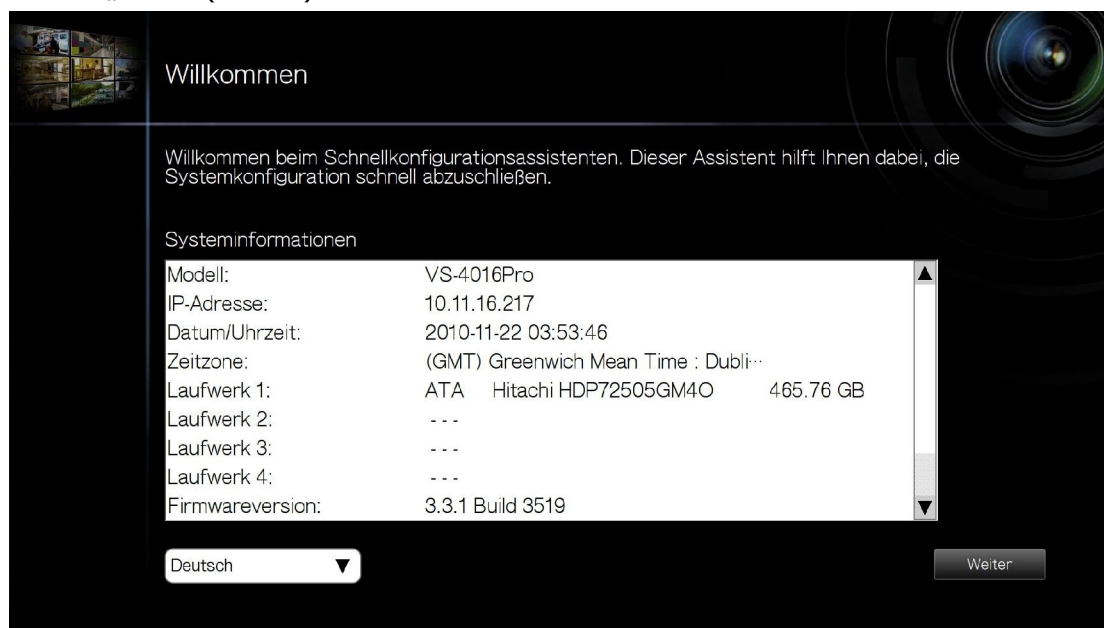 Willkommen
Willkommen beim Schnellkonfigurationsassistenten. Dieser Assistent hilft Ihnen dabei, die
Systemkonfiguration schnell abzuschließen.
Systeminformationen
Modell: VS-4016Pro
IP-Adresse: 10.11.16.217
Datum/Uhrzeit: 2010-11-22 03:53:46
Zeitzone: (GMT) Greenwich Mean Time : Dubli…
Laufwerk 1: ATA Hitachi HDP72505GM4O 465.76 GB
Laufwerk 2: - - -
Laufwerk 3: - - -
Laufwerk 4: - - -
Firmwareversion: 3.3.1 Build 3519
Deutsch
Weiter